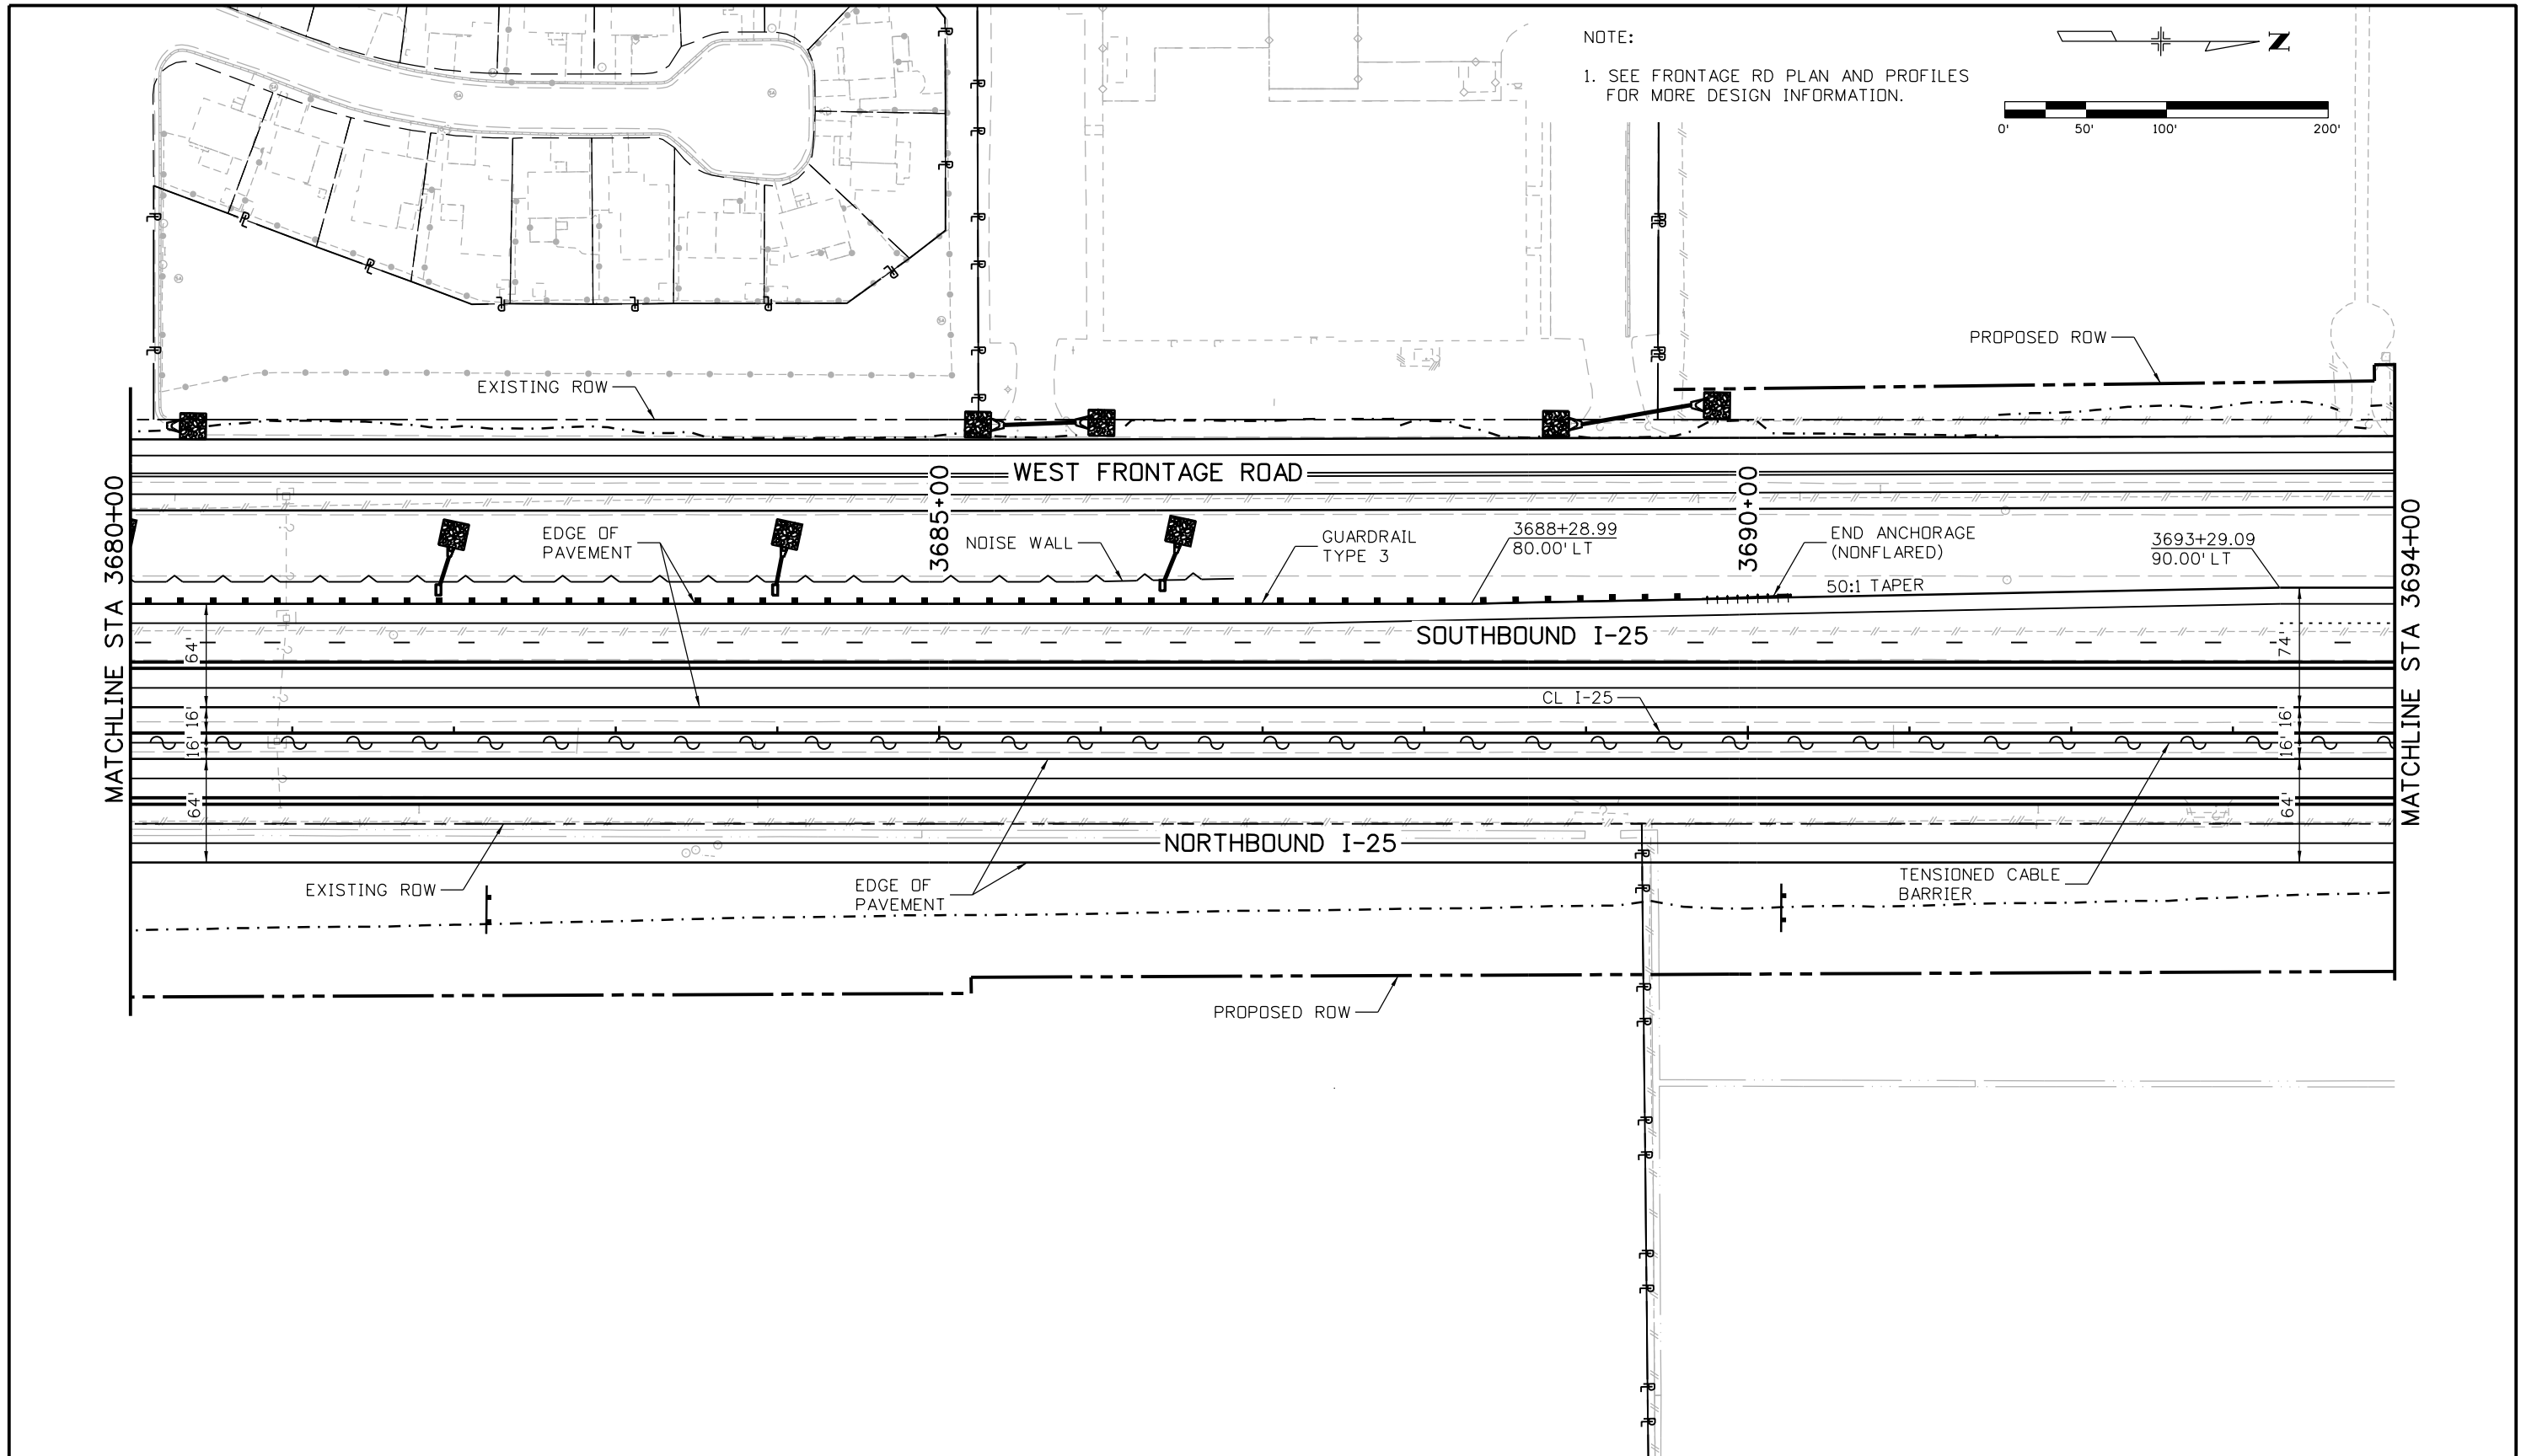 NOTE:
1. SEE FRONTAGE RD PLAN AND PROFILES
FOR MORE DESIGN INFORMATION.
N
0'
50'
100'
200'
PROPOSED ROW
EXISTING ROW
WEST FRONTAGE ROAD
MATCHLINE STA 3680+00
3685+00
3690+00
MATCHLINE STA 3694+00
EDGE OF
PAVEMENT
NOISE WALL
GUARDRAIL
TYPE 3
3688+28.99
80.00' LT
END ANCHORAGE
(NONFLARED)
50:1 TAPER
3693+29.09
90.00' LT
SOUTHBOUND I-25
64'
74'
CL I-25
16'
16'
16'
16'
64'
64'
NORTHBOUND I-25
EXISTING ROW
EDGE OF
PAVEMENT
TENSIONED CABLE
BARRIER
PROPOSED ROW